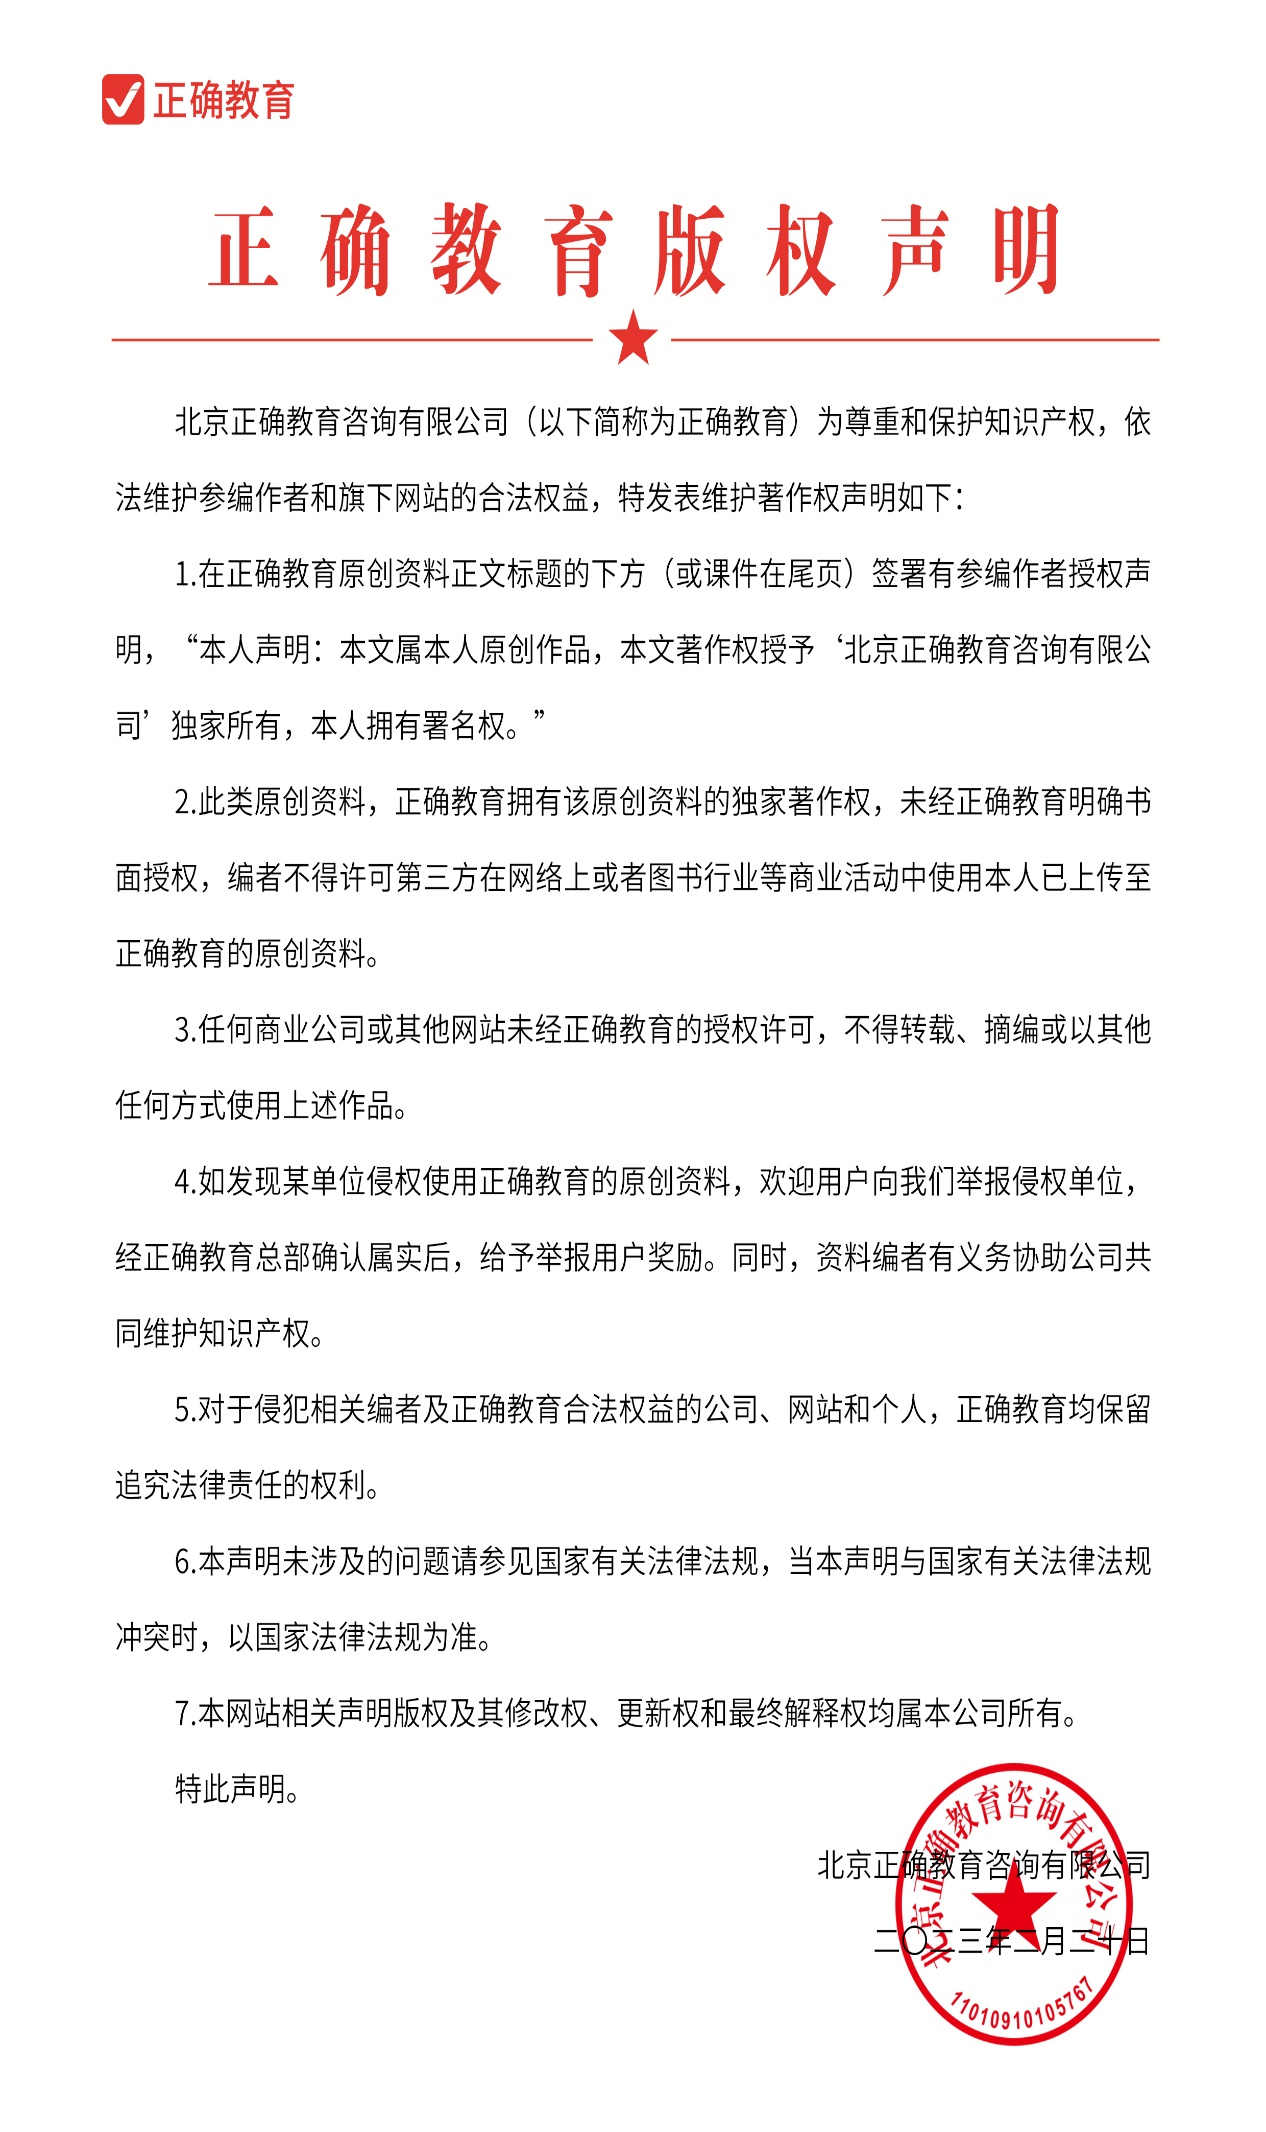 正确教育
正确教育版权声明
北京正确教育咨询有限公司（以下简称为正确教育）为尊重和保护知识产权，依
法维护参编作者和旗下网站的合法权益，特发表维护著作权声明如下：
1.在正确教育原创资料正文标题的下方（或课件在尾页）签署有参编作者授权声
明，“本人声明：本文属本人原创作品，本文著作权授予‘北京正确教育咨询有限公
司’独家所有，本人拥有署名权。”
2.此类原创资料，正确教育拥有该原创资料的独家著作权，未经正确教育明确书
面授权，编者不得许可第三方在网络上或者图书行业等商业活动中使用本人已上传至
正确教育的原创资料。
3.任何商业公司或其他网站未经正确教育的授权许可，不得转载、摘编或以其他
任何方式使用上述作品。
4.如发现某单位侵权使用正确教育的原创资料，欢迎用户向我们举报侵权单位，
经正确教育总部确认属实后，给予举报用户奖励。同时，资料编者有义务协助公司共
同维护知识产权。
5.对于侵犯相关编者及正确教育合法权益的公司、网站和个人，正确教育均保留
追究法律责任的权利。
6.本声明未涉及的问题请参见国家有关法律法规，当本声明与国家有关法律法规
冲突时，以国家法律法规为准。
7.本网站相关声明版权及其修改权、更新权和最终解释权均属本公司所有。
特此声明。
北京正确教育咨询有限公司
二〇二三年二月二十日
北京正确教育咨询有限公司
11010910105767